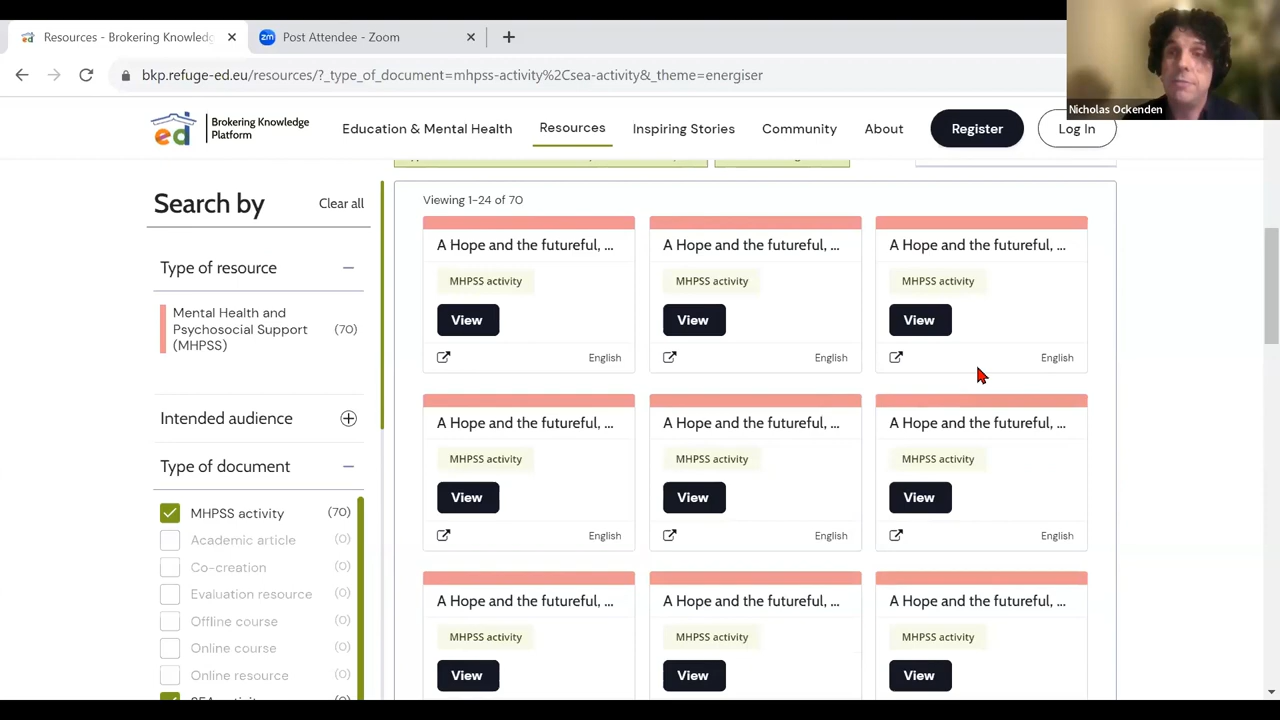 Resources - Brokering Knowledg
Post Attendee - Zoom
bkp.refuge-ed.eu/resources/?_type_of_document=mhpss-activity%2Csea-activity&_theme=energiser
Nicholas Ockenden
ed
Brokering Knowledge
Platform
Education & Mental Health
Resources
Inspiring Stories
Community
About
Register
Log In
Search by
Clear all
Type of resource
Mental Health and
Psychosocial Support
(MHPSS)
(70)
Intended audience
Type of document
MHPSS activity (70)
Academic article (0)
Co-creation (0)
Evaluation resource (0)
Offline course (0)
Online course (0)
Online resource (0)
Viewing 1-24 of 70
A Hope and the futureful, ...
MHPSS activity
View
English
A Hope and the futureful, ...
MHPSS activity
View
English
A Hope and the futureful, ...
MHPSS activity
View
English
A Hope and the futureful, ...
MHPSS activity
View
English
A Hope and the futureful, ...
MHPSS activity
View
English
A Hope and the futureful, ...
MHPSS activity
View
English
A Hope and the futureful, ...
MHPSS activity
View
A Hope and the futureful, ...
MHPSS activity
View
A Hope and the futureful, ...
MHPSS activity
View